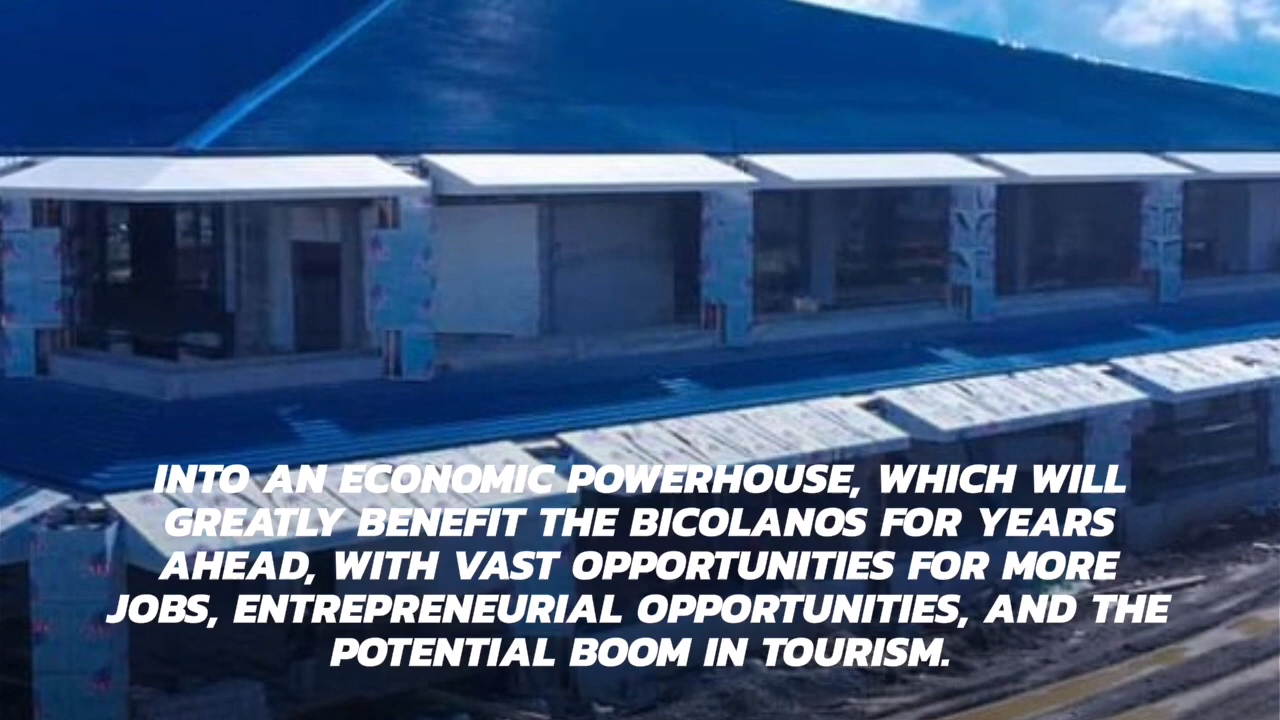 INTO AN ECONOMIC POWERHOUSE, WHICH WILL
GREATLY BENEFIT THE BICOLANOS FOR YEARS
AHEAD, WITH VAST OPPORTUNITIES FOR MORE
JOBS, ENTREPRENEURIAL OPPORTUNITIES, AND THE
POTENTIAL BOOM IN TOURISM.